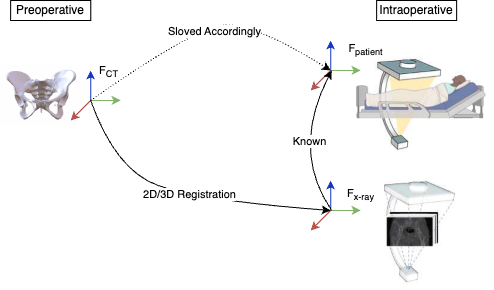 Preoperative
Intraoperative
Sloved Accordingly
F_CT
F_patient
Known
2D/3D Registration
F_x-ray